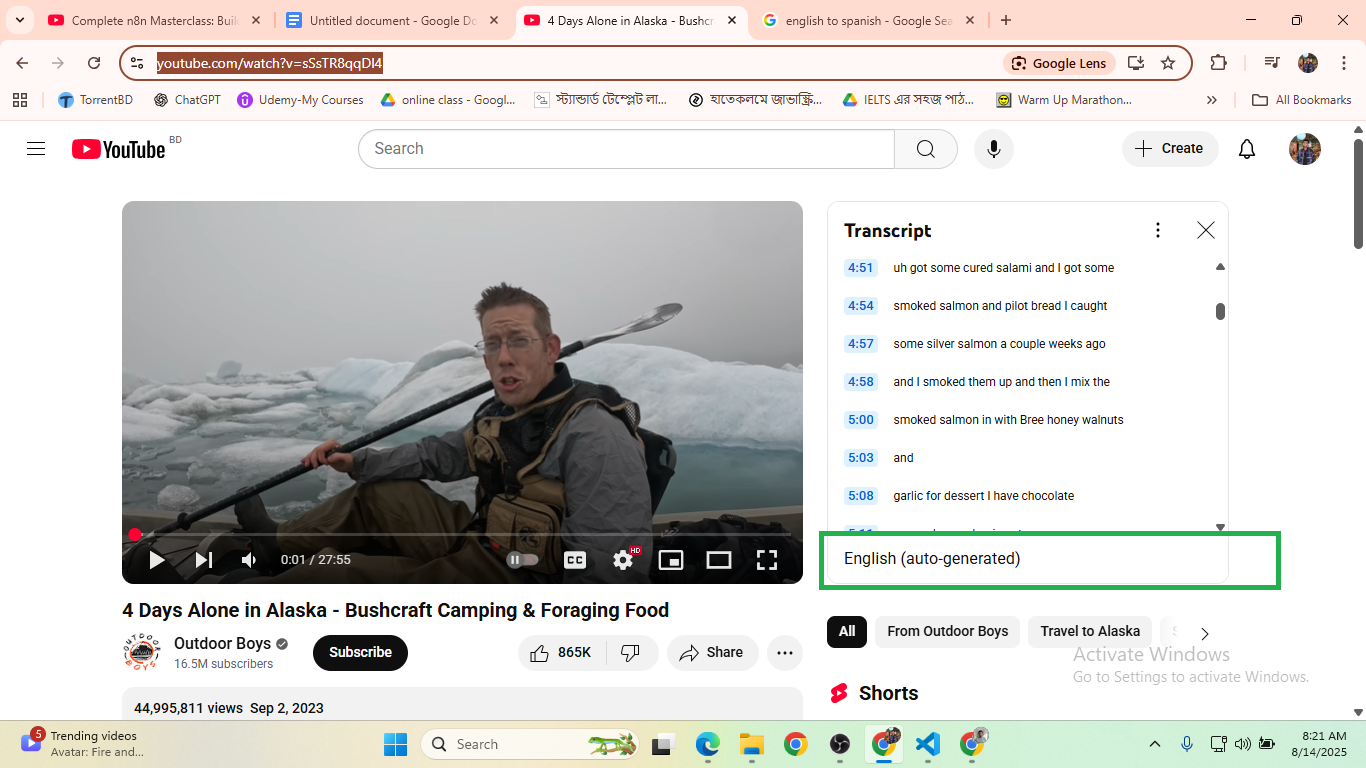 Complete n8n Masterclass: Buil
Untitled document - Google Do
4 Days Alone in Alaska - Bushcr
english to spanish - Google Sea
youtube.com/watch?v=sSsTR8qqDl4
Google Lens
TorrentBD
ChatGPT
Udemy-My Courses
online class - Googl...
স্ট্যান্ডার্ড টেমপ্লেট লা...
হাতেকলমে জাভাস্ক্রি...
IELTS এর সহজ পাঠ...
Warm Up Marathon...
All Bookmarks
YouTube BD
Search
Create
Transcript
4:51 uh got some cured salami and I got some
4:54 smoked salmon and pilot bread I caught
4:57 some silver salmon a couple weeks ago
4:58 and I smoked them up and then I mix the
5:00 smoked salmon in with Bree honey walnuts
5:03 and
5:08 garlic for dessert I have chocolate
English (auto-generated)
0:01 / 27:55
CC
HD
4 Days Alone in Alaska - Bushcraft Camping & Foraging Food
OUTDOOR BOYS
Outdoor Boys
16.5M subscribers
Subscribe
865K
Share
44,995,811 views Sep 2, 2023
All
From Outdoor Boys
Travel to Alaska
Shorts
Activate Windows
Go to Settings to activate Windows.
5
Trending videos
Avatar: Fire and...
Search
8:21 AM
8/14/2025